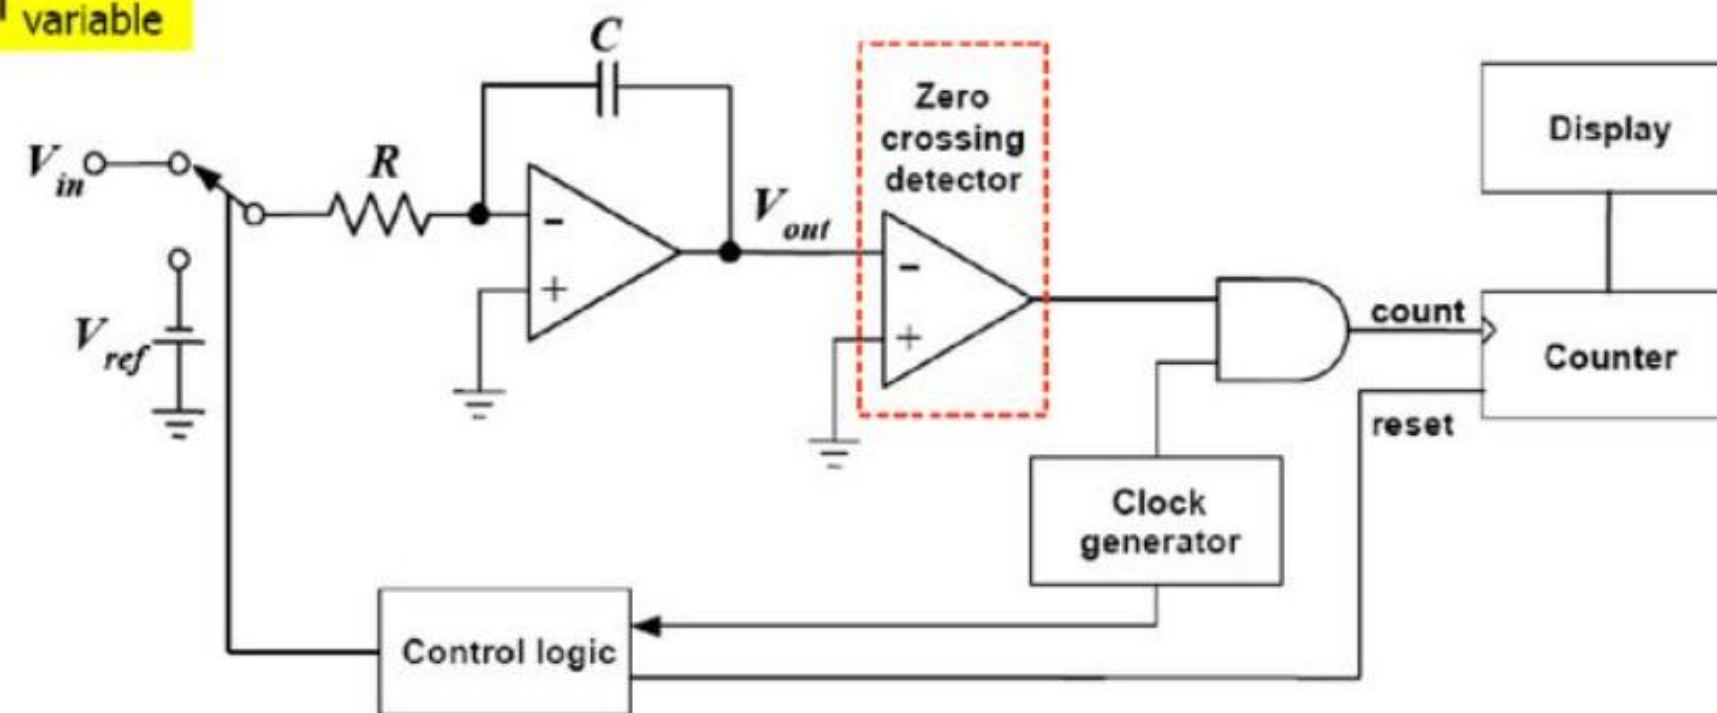 variable
C
Zero
crossing
detector
Display
V in
R
V out
-
+
-
+
V ref
count
Counter
reset
Clock
generator
Control logic